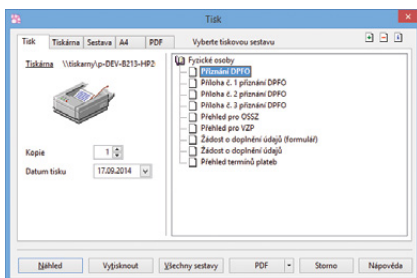 Tisk
Tisk Tiskárna Sestava A4 PDF Vyberte tiskovou sestavu
Tiskárna \\tiskarny\p-DEV-B213-HP2
Fyzické osoby
Přiznání DPFO
Příloha č. 1 přiznání DPFO
Příloha č. 2 přiznání DPFO
Příloha č. 3 přiznání DPFO
Přehled pro OSSZ
Přehled pro VZP
Žádost o doplnění údajů (formulář)
Žádost o doplnění údajů
Přehled termínů plateb
Kopie 1
Datum tisku 17.09.2014
Náhled Vytisknout Všechny sestavy PDF Storno Nápověda